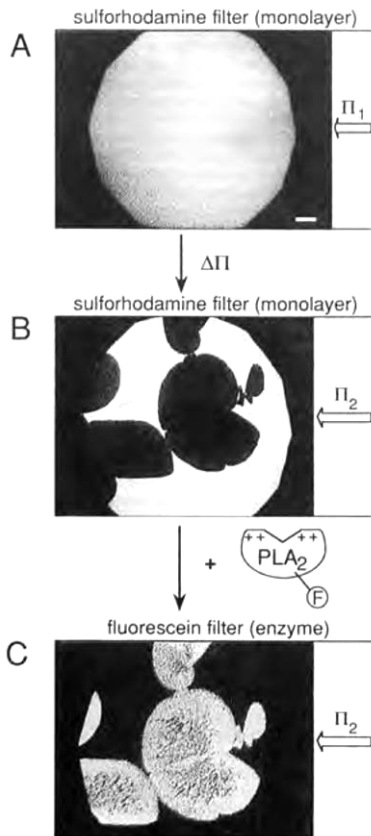 sulforhodamine filter (monolayer)
A
Π1
ΔΠ
sulforhodamine filter (monolayer)
B
Π2
+
++ ++
PLA2
F
fluorescein filter (enzyme)
C
Π2